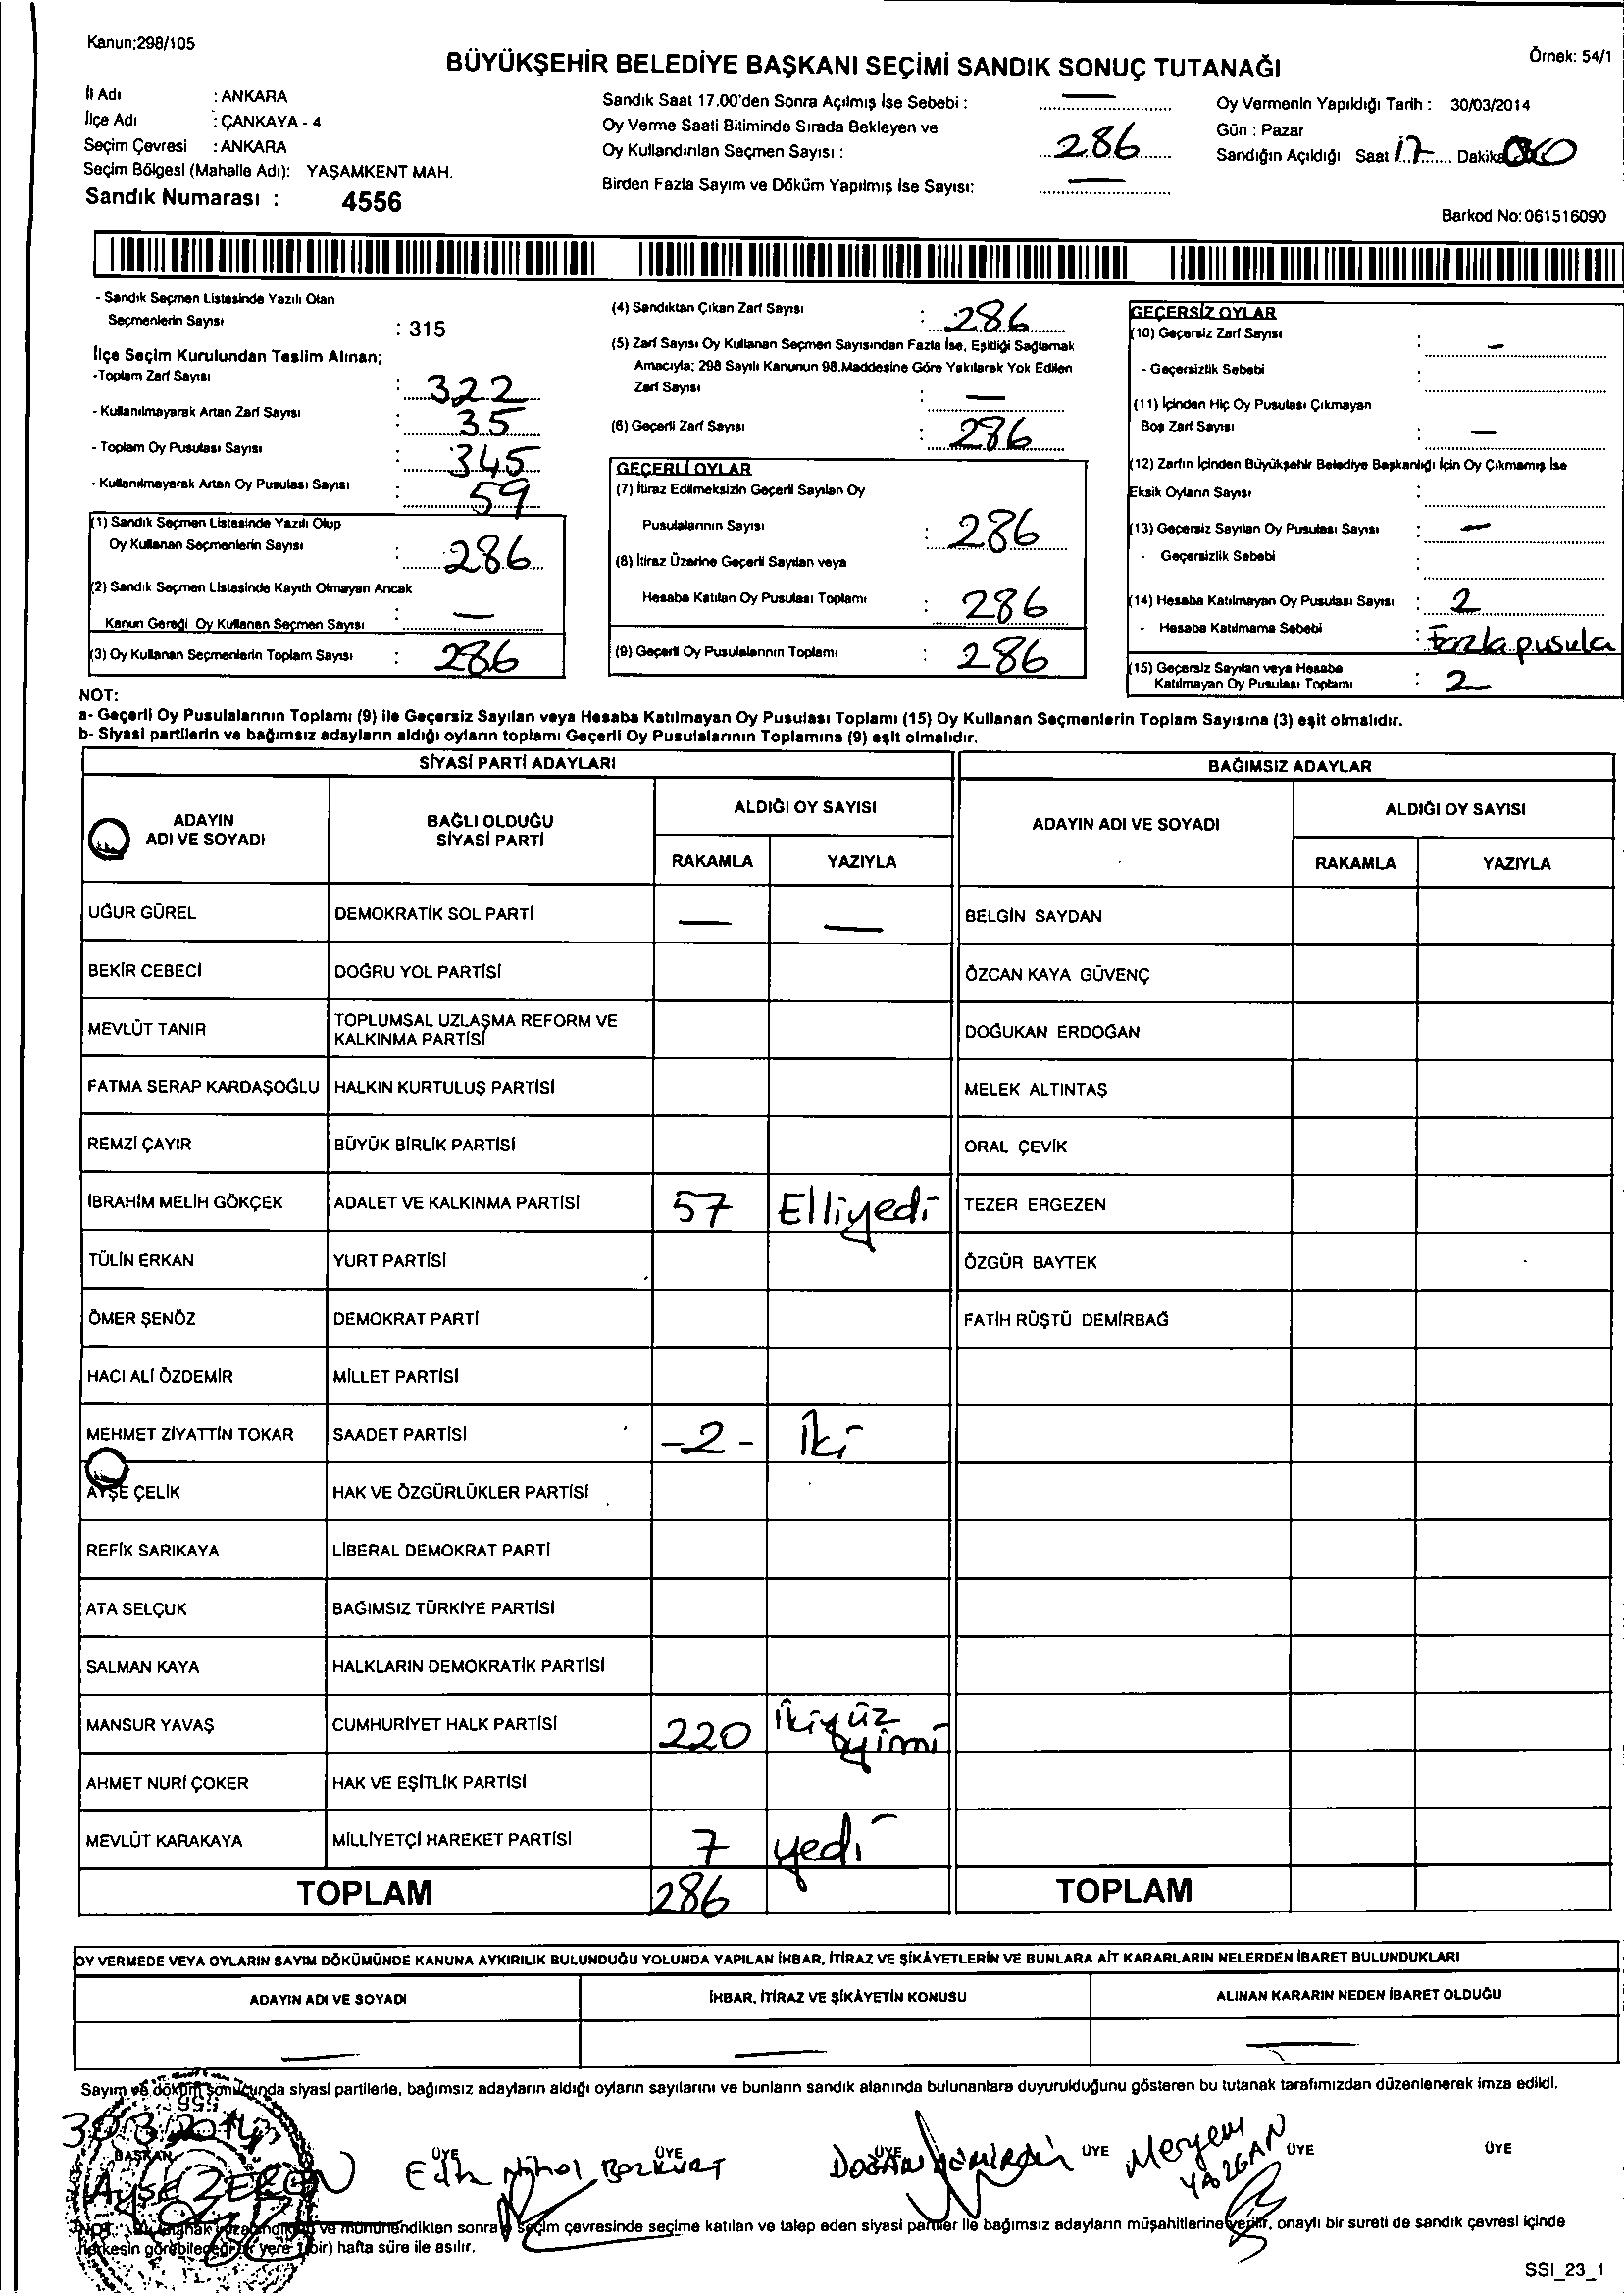 Kanun:298/105
Örnek: 54/1
BÜYÜKŞEHİR BELEDİYE BAŞKANI SEÇİMİ SANDIK SONUÇ TUTANAĞI
İl Adı : ANKARA
İlçe Adı : ÇANKAYA - 4
Seçim Çevresi : ANKARA
Seçim Bölgesi (Mahalle Adı): YAŞAMKENT MAH.
Sandık Numarası : 4556
Sandık Saat 17.00'den Sonra Açılmış İse Sebebi : —
Oy Verme Saati Bitiminde Sırada Bekleyen ve
Oy Kullandırılan Seçmen Sayısı : 286
Birden Fazla Sayım ve Döküm Yapılmış İse Sayısı: —
Oy Vermenin Yapıldığı Tarih : 30/03/2014
Gün : Pazar
Sandığın Açıldığı Saat 17 Dakika
Barkod No:061516090
- Sandık Seçmen Listesinde Yazılı Olan
Seçmenlerin Sayısı : 315
İlçe Seçim Kurulundan Teslim Alınan;
-Toplam Zarf Sayısı : 322
- Kullanılmayarak Artan Zarf Sayısı : 35
- Toplam Oy Pusulası Sayısı : 345
- Kullanılmayarak Artan Oy Pusulası Sayısı : 59
(1) Sandık Seçmen Listesinde Yazılı Olup
Oy Kullanan Seçmenlerin Sayısı : 286
(2) Sandık Seçmen Listesinde Kayıtlı Olmayan Ancak
Kanun Gereği Oy Kullanan Seçmen Sayısı : —
(3) Oy Kullanan Seçmenlerin Toplam Sayısı : 286
(4) Sandıktan Çıkan Zarf Sayısı : 286
(5) Zarf Sayısı Oy Kullanan Seçmen Sayısından Fazla İse, Eşitliği Sağlamak
Amacıyla; 298 Sayılı Kanunun 98.Maddesine Göre Yakılarak Yok Edilen
Zarf Sayısı : —
(6) Geçerli Zarf Sayısı : 286
GEÇERLİ OYLAR
(7) İtiraz Edilmeksizin Geçerli Sayılan Oy
Pusulalarının Sayısı : 286
(8) İtiraz Üzerine Geçerli Sayılan veya
Hesaba Katılan Oy Pusulası Toplamı : 286
(9) Geçerli Oy Pusulalarının Toplamı : 286
GEÇERSİZ OYLAR
(10) Geçersiz Zarf Sayısı : —
- Geçersizlik Sebebi :
(11) İçinden Hiç Oy Pusulası Çıkmayan
Boş Zarf Sayısı : —
(12) Zarfın İçinden Büyükşehir Belediye Başkanlığı İçin Oy Çıkmamış İse
Eksik Oyların Sayısı :
(13) Geçersiz Sayılan Oy Pusulası Sayısı : —
- Geçersizlik Sebebi :
(14) Hesaba Katılmayan Oy Pusulası Sayısı : 2
- Hesaba Katılmama Sebebi : Fazla pusula
(15) Geçersiz Sayılan veya Hesaba
Katılmayan Oy Pusulası Toplamı : 2
NOT:
a- Geçerli Oy Pusulalarının Toplamı (9) ile Geçersiz Sayılan veya Hesaba Katılmayan Oy Pusulası Toplamı (15) Oy Kullanan Seçmenlerin Toplam Sayısına (3) eşit olmalıdır.
b- Siyasi partilerin ve bağımsız adayların aldığı oyların toplamı Geçerli Oy Pusulalarının Toplamına (9) eşit olmalıdır.
SİYASİ PARTİ ADAYLARI
ADAYIN ADI VE SOYADI BAĞLI OLDUĞU SİYASİ PARTİ ALDIĞI OY SAYISI
RAKAMLA YAZIYLA
UĞUR GÜREL DEMOKRATİK SOL PARTİ — —
BEKİR CEBECİ DOĞRU YOL PARTİSİ
MEVLÜT TANIR TOPLUMSAL UZLAŞMA REFORM VE KALKINMA PARTİSİ
FATMA SERAP KARDAŞOĞLU HALKIN KURTULUŞ PARTİSİ
REMZİ ÇAYIR BÜYÜK BİRLİK PARTİSİ
İBRAHİM MELİH GÖKÇEK ADALET VE KALKINMA PARTİSİ 57 Elliyedi
TÜLİN ERKAN YURT PARTİSİ
ÖMER ŞENÖZ DEMOKRAT PARTİ
HACI ALİ ÖZDEMİR MİLLET PARTİSİ
MEHMET ZİYATTİN TOKAR SAADET PARTİSİ -2- İki
AYŞE ÇELİK HAK VE ÖZGÜRLÜKLER PARTİSİ
REFİK SARIKAYA LİBERAL DEMOKRAT PARTİ
ATA SELÇUK BAĞIMSIZ TÜRKİYE PARTİSİ
SALMAN KAYA HALKLARIN DEMOKRATİK PARTİSİ
MANSUR YAVAŞ CUMHURİYET HALK PARTİSİ 220 İkiyüz yirmi
AHMET NURİ ÇOKER HAK VE EŞİTLİK PARTİSİ
MEVLÜT KARAKAYA MİLLİYETÇİ HAREKET PARTİSİ 7 yedi
TOPLAM 286
BAĞIMSIZ ADAYLAR
ADAYIN ADI VE SOYADI ALDIĞI OY SAYISI
RAKAMLA YAZIYLA
BELGİN SAYDAN
ÖZCAN KAYA GÜVENÇ
DOĞUKAN ERDOĞAN
MELEK ALTINTAŞ
ORAL ÇEVİK
TEZER ERGEZEN
ÖZGÜR BAYTEK
FATİH RÜŞTÜ DEMİRBAĞ
TOPLAM
OY VERMEDE VEYA OYLARIN SAYIM DÖKÜMÜNDE KANUNA AYKIRILIK BULUNDUĞU YOLUNDA YAPILAN İHBAR, İTİRAZ VE ŞİKÂYETLERİN VE BUNLARA AİT KARARLARIN NELERDEN İBARET BULUNDUKLARI
ADAYIN ADI VE SOYADI İHBAR, İTİRAZ VE ŞİKÂYETİN KONUSU ALINAN KARARIN NEDEN İBARET OLDUĞU
— — —
Sayım ve döküm sonucunda siyasi partilerle, bağımsız adayların aldığı oyların sayılarını ve bunların sandık alanında bulunanlara duyurulduğunu gösteren bu tutanak tarafımızdan düzenlenerek imza edildi.
30.3.2014
BAŞKAN ÜYE ÜYE ÜYE ÜYE ÜYE ÜYE
Ayşe Nihal BOZKURT DOĞAN Meryem YAZGAN
NOT: Bu tutanak ve mühürlendikten sonra seçim çevresinde seçime katılan ve talep eden siyasi partiler ile bağımsız adayların müşahitlerine verilir, onaylı bir sureti de sandık çevresi içinde
herkesin görebileceği bir yere 1(bir) hafta süre ile asılır.
SSI_23_1